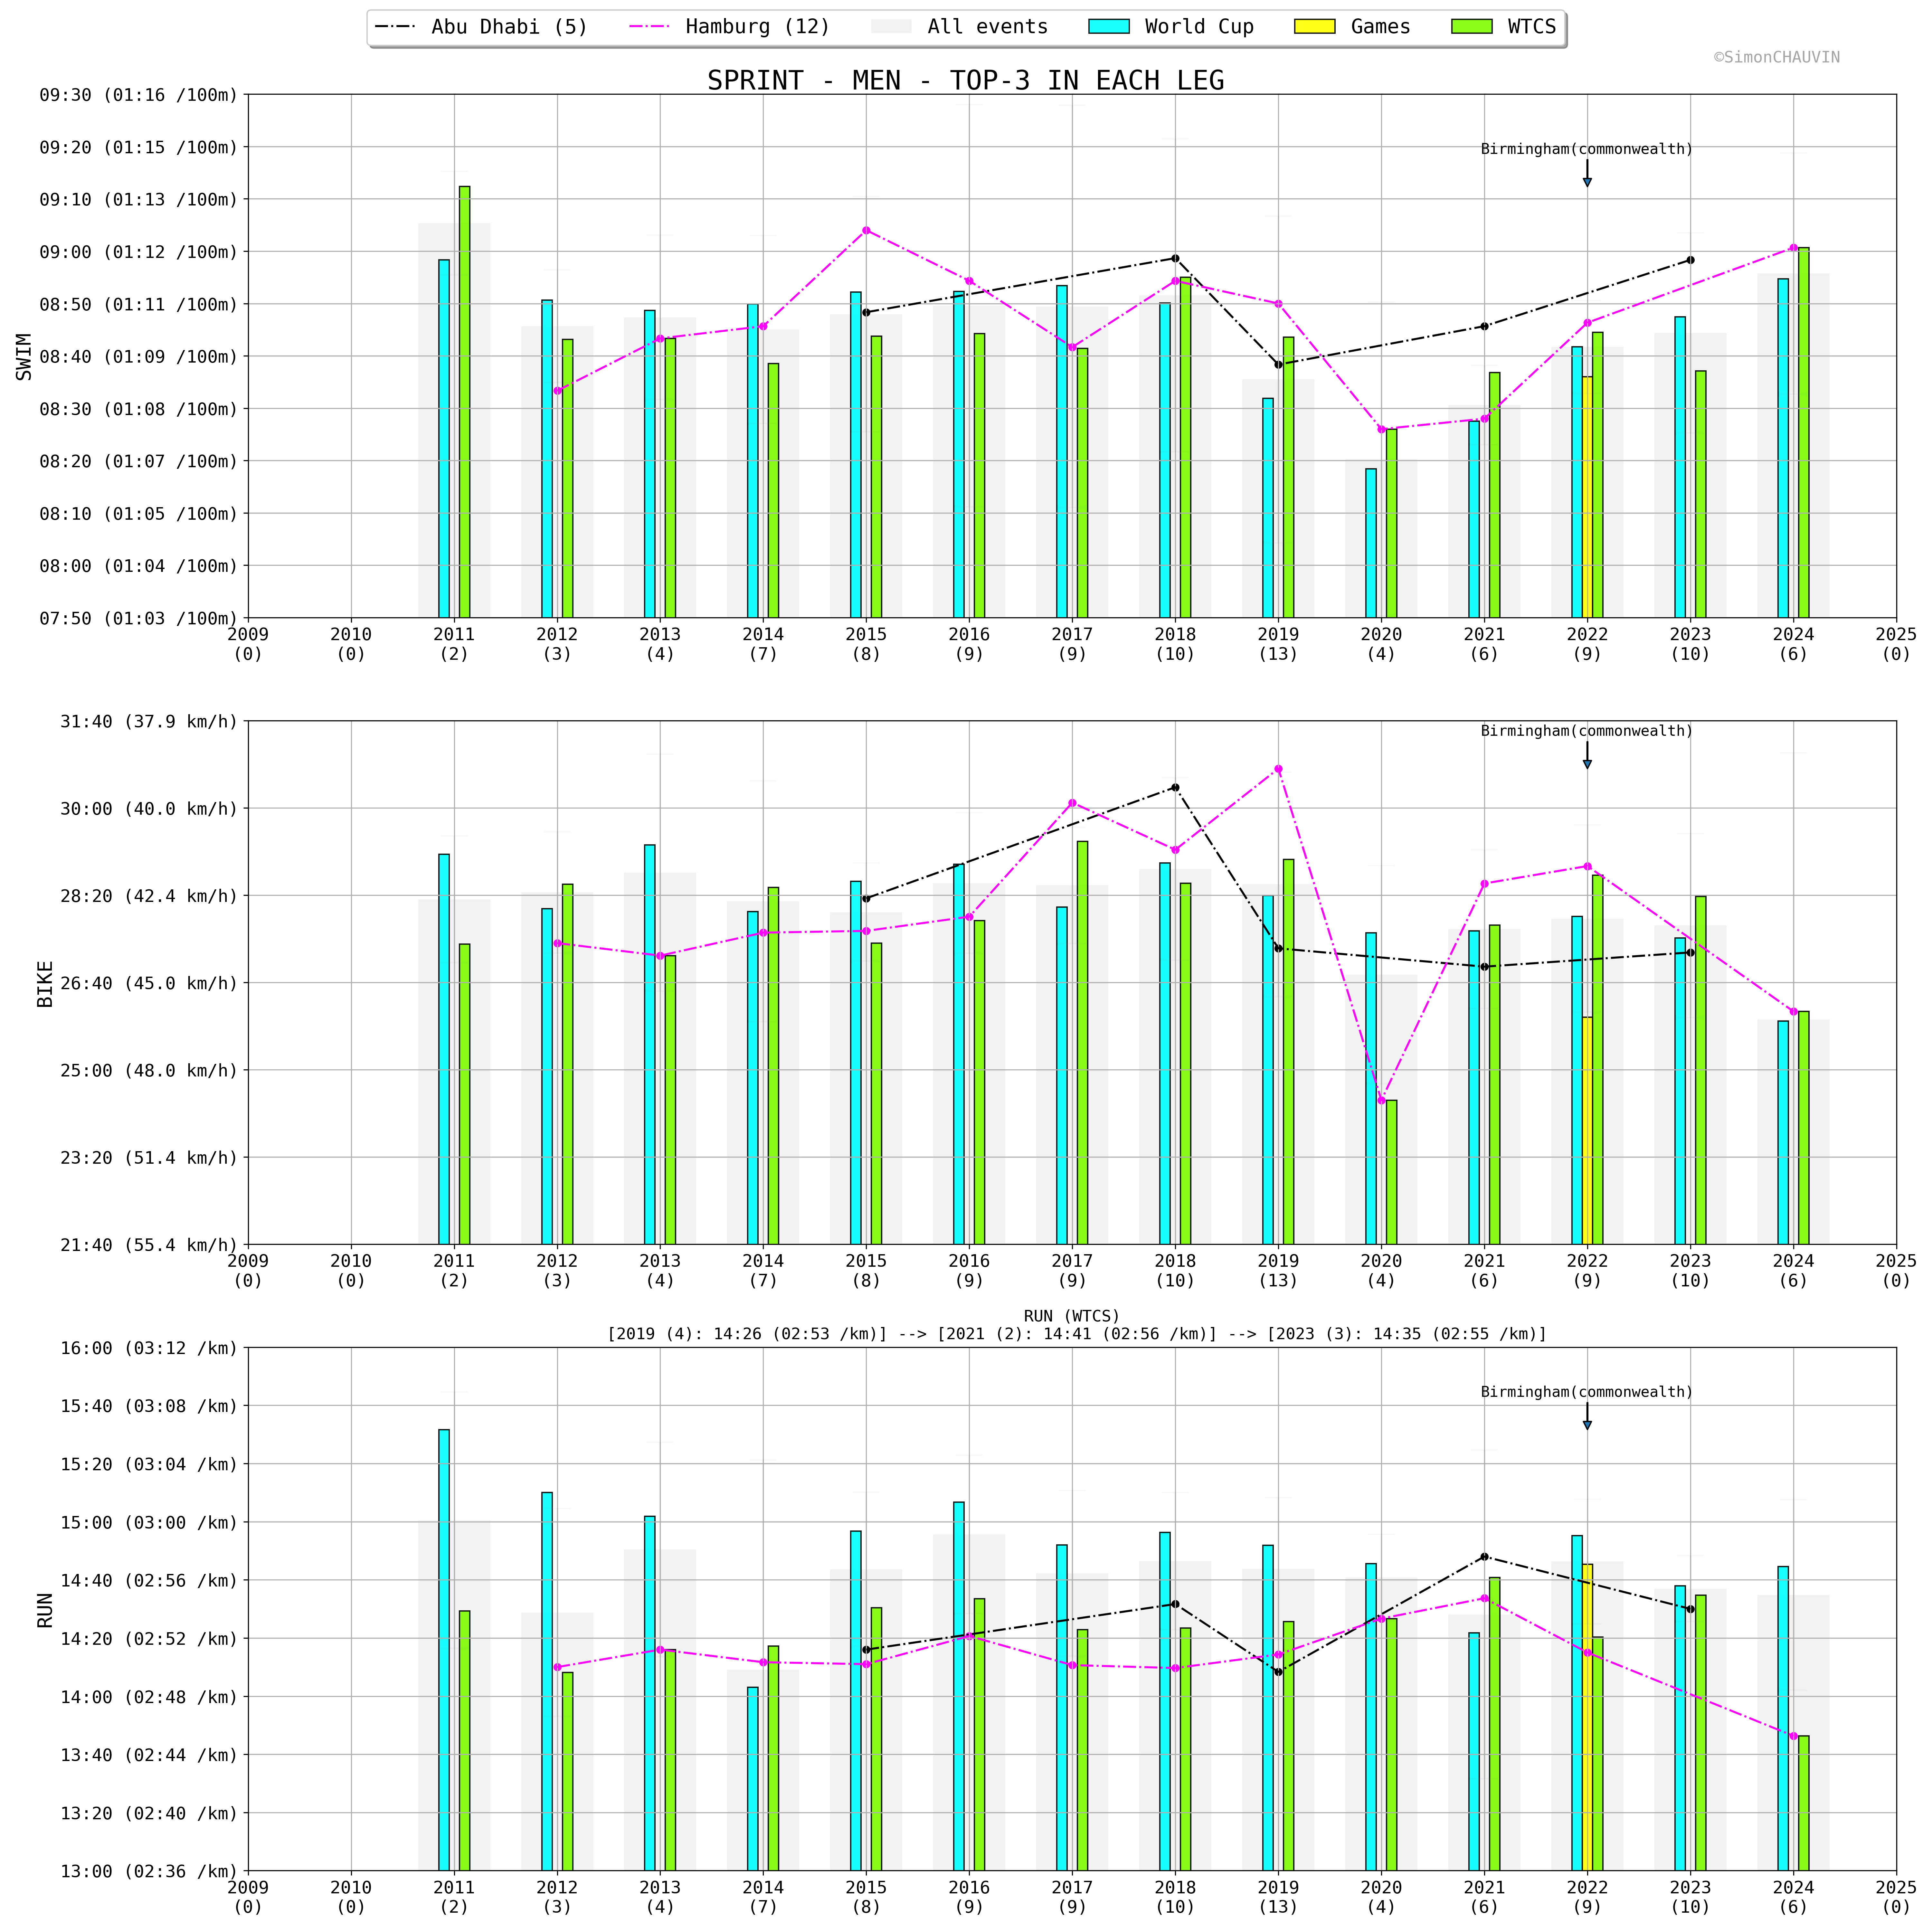 Abu Dhabi (5) Hamburg (12) All events World Cup Games WTCS
©SimonCHAUVIN
SPRINT - MEN - TOP-3 IN EACH LEG
09:30 (01:16 /100m)
09:20 (01:15 /100m)
Birmingham(commonwealth)
09:10 (01:13 /100m)
09:00 (01:12 /100m)
08:50 (01:11 /100m)
SWIM
08:40 (01:09 /100m)
08:30 (01:08 /100m)
08:20 (01:07 /100m)
08:10 (01:05 /100m)
08:00 (01:04 /100m)
07:50 (01:03 /100m)
2009 2010 2011 2012 2013 2014 2015 2016 2017 2018 2019 2020 2021 2022 2023 2024 2025
(0) (0) (2) (3) (4) (7) (8) (9) (9) (10) (13) (4) (6) (9) (10) (6) (0)
31:40 (37.9 km/h)
Birmingham(commonwealth)
30:00 (40.0 km/h)
28:20 (42.4 km/h)
BIKE
26:40 (45.0 km/h)
25:00 (48.0 km/h)
23:20 (51.4 km/h)
21:40 (55.4 km/h)
2009 2010 2011 2012 2013 2014 2015 2016 2017 2018 2019 2020 2021 2022 2023 2024 2025
(0) (0) (2) (3) (4) (7) (8) (9) (9) (10) (13) (4) (6) (9) (10) (6) (0)
RUN (WTCS)
[2019 (4): 14:26 (02:53 /km)] --> [2021 (2): 14:41 (02:56 /km)] --> [2023 (3): 14:35 (02:55 /km)]
16:00 (03:12 /km)
Birmingham(commonwealth)
15:40 (03:08 /km)
15:20 (03:04 /km)
15:00 (03:00 /km)
14:40 (02:56 /km)
RUN
14:20 (02:52 /km)
14:00 (02:48 /km)
13:40 (02:44 /km)
13:20 (02:40 /km)
13:00 (02:36 /km)
2009 2010 2011 2012 2013 2014 2015 2016 2017 2018 2019 2020 2021 2022 2023 2024 2025
(0) (0) (2) (3) (4) (7) (8) (9) (9) (10) (13) (4) (6) (9) (10) (6) (0)